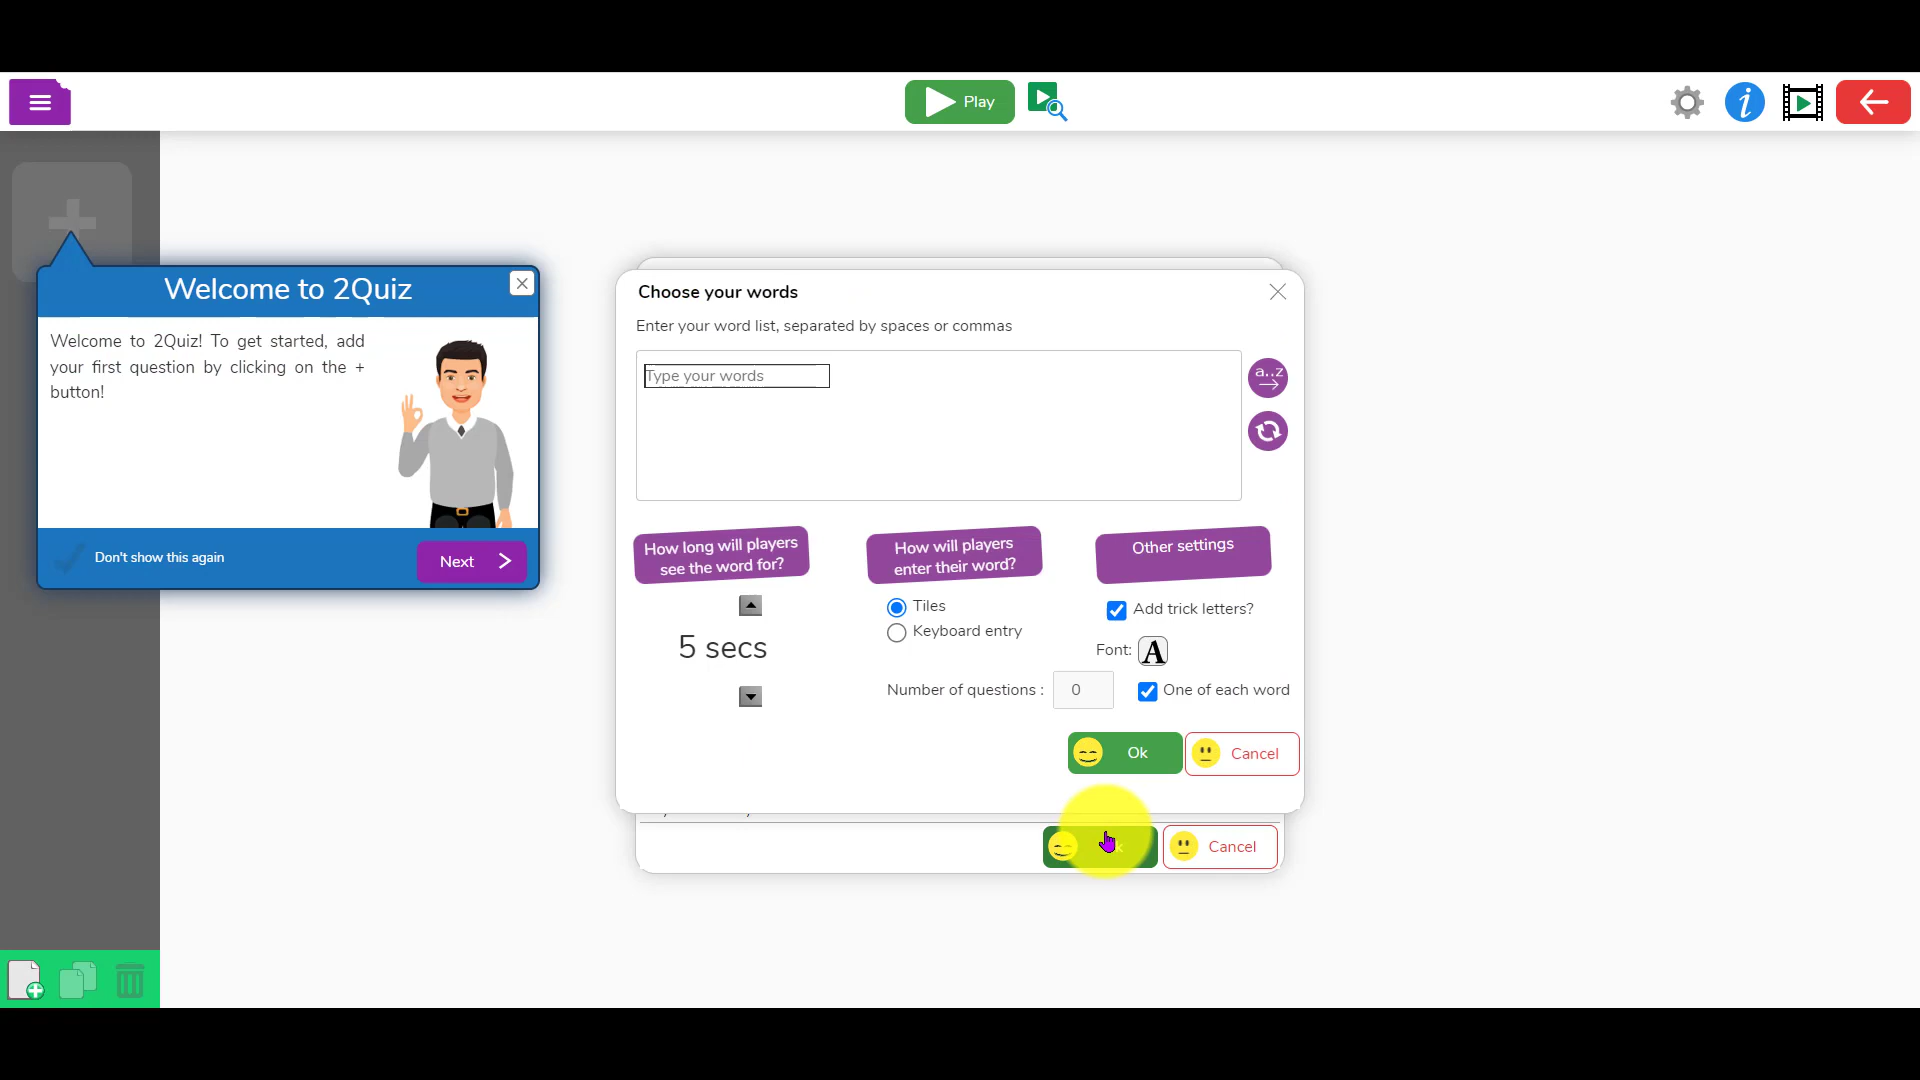 Play
Welcome to 2Quiz
Welcome to 2Quiz! To get started, add
your first question by clicking on the +
button!
Don't show this again
Next
Choose your words
Enter your word list, separated by spaces or commas
Type your words
a..z
How long will players
see the word for?
5 secs
How will players
enter their word?
Tiles
Keyboard entry
Other settings
Add trick letters?
Font: A
Number of questions : 0
One of each word
Ok
Cancel
Cancel